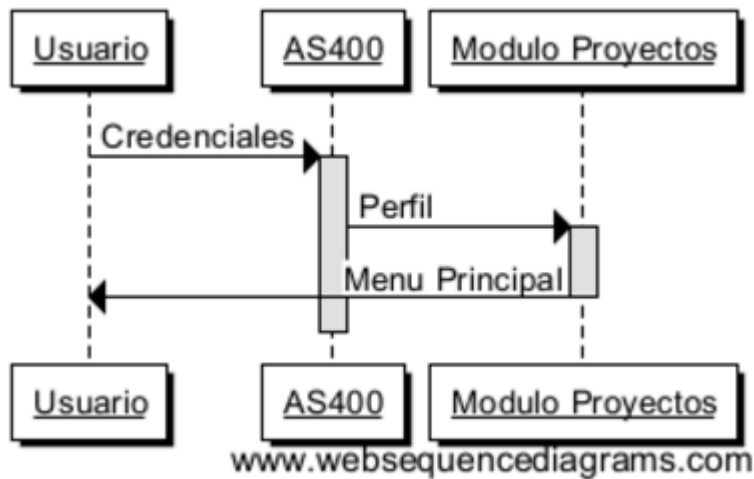 Usuario
AS400
Modulo Proyectos
Credenciales
Perfil
Menu Principal
Usuario
AS400
Modulo Proyectos
www.websequencediagrams.com